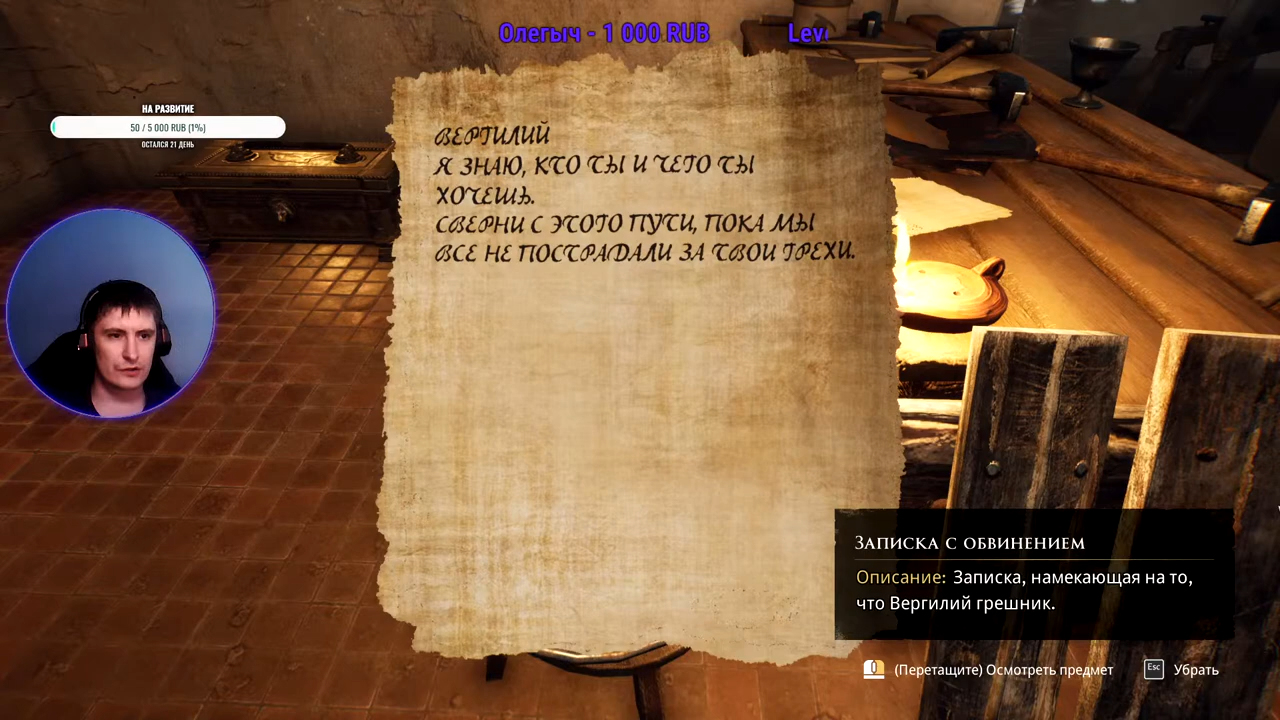 Олегыч - 1 000 RUB Lev
НА РАЗВИТИЕ
50 / 5 000 RUB (1%)
ОСТАЛСЯ 21 ДЕНЬ
ВЕРГИЛИЙ
Я ЗНАЮ, КТО ТЫ И ЧЕГО ТЫ
ХОЧЕШЬ.
СВЕРНИ С ЭТОГО ПУТИ, ПОКА МЫ
ВСЕ НЕ ПОСТРАДАЛИ ЗА ТВОИ ГРЕХИ.
Записка с обвинением
Описание: Записка, намекающая на то,
что Вергилий грешник.
(Перетащите) Осмотреть предмет Esc Убрать